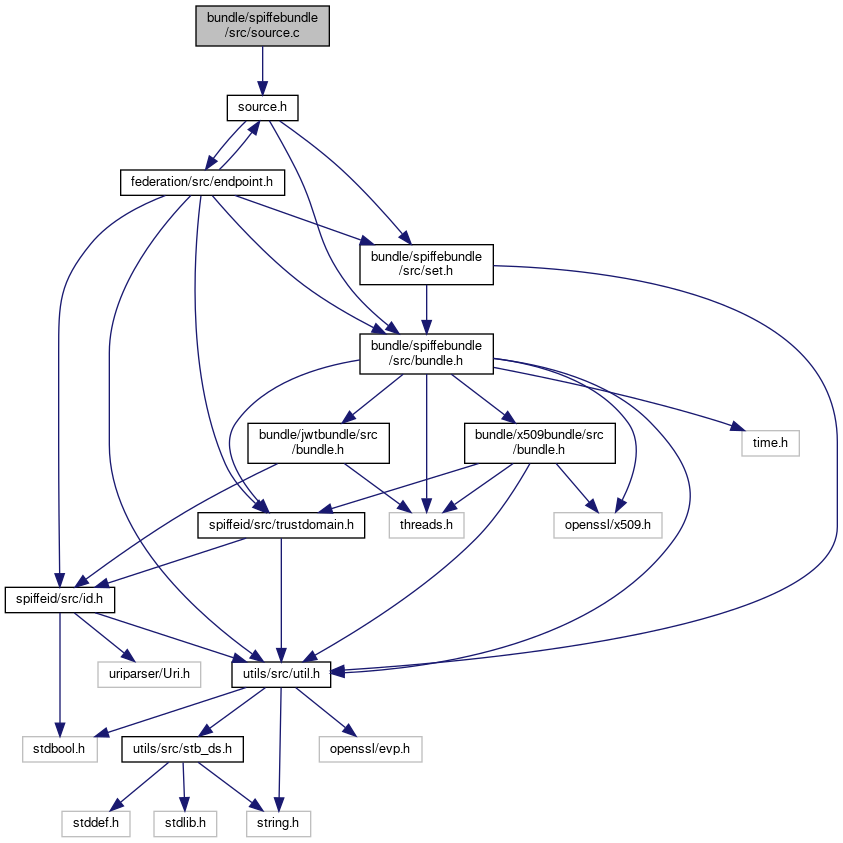 bundle/spiffebundle
/src/source.c
source.h
federation/src/endpoint.h
bundle/spiffebundle
/src/set.h
bundle/spiffebundle
/src/bundle.h
bundle/jwtbundle/src
/bundle.h
bundle/x509bundle/src
/bundle.h
time.h
spiffeid/src/trustdomain.h
threads.h
openssl/x509.h
spiffeid/src/id.h
uriparser/Uri.h
utils/src/util.h
stdbool.h
utils/src/stb_ds.h
openssl/evp.h
stddef.h
stdlib.h
string.h